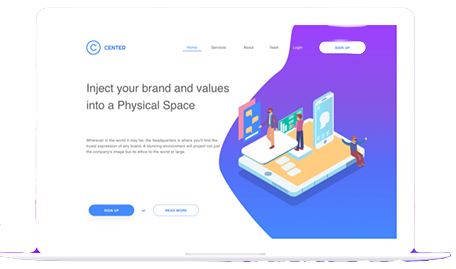 C CENTER
Home Services About Team Login SIGN UP
Inject your brand and values
into a Physical Space
Wherever in the world it may be, the headquarters is where you'll find the
truest expression of any brand. A stunning environment will project not just
the company's image but its ethos to the world at large.
SIGN UP or READ MORE